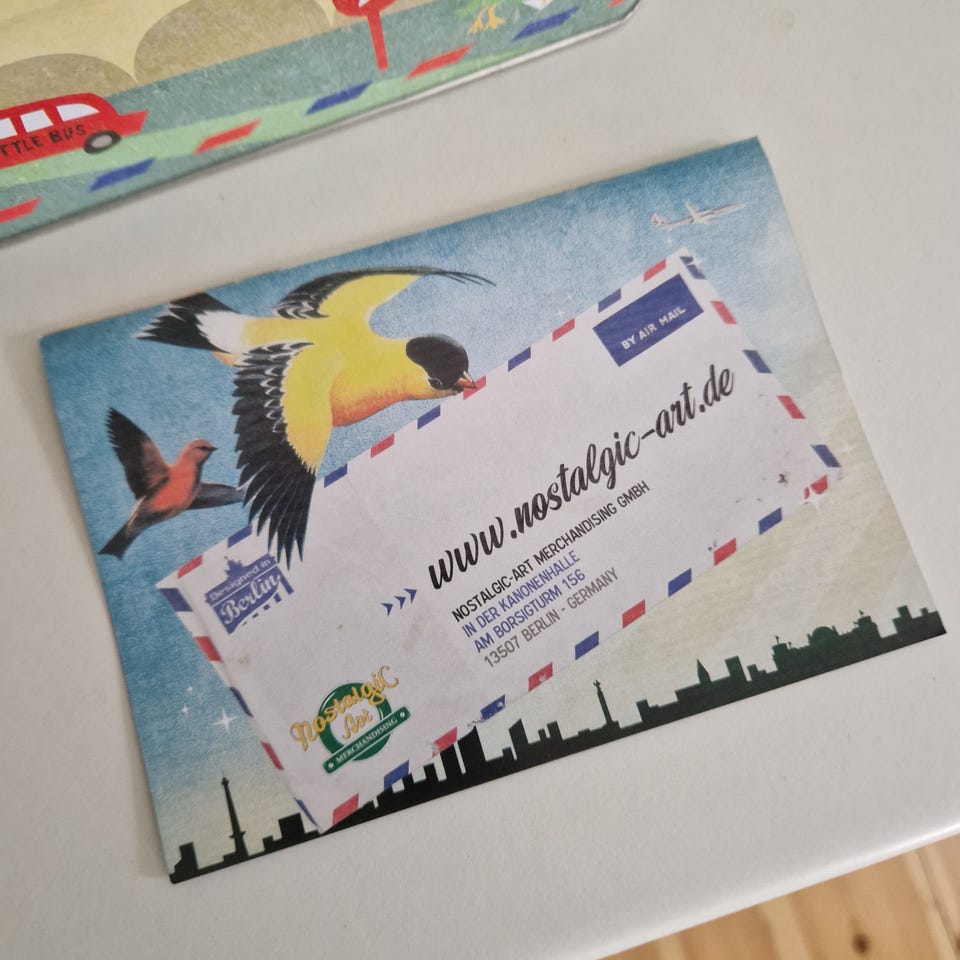 TTLE BUS
BY AIR MAIL
www.nostalgic-art.de
NOSTALGIC-ART MERCHANDISING GMBH
IN DER KANONENHALLE
AM BORSIGTURM 156
13507 BERLIN - GERMANY
Designed in
Berlin
Nostalgic
Art
MERCHANDISING